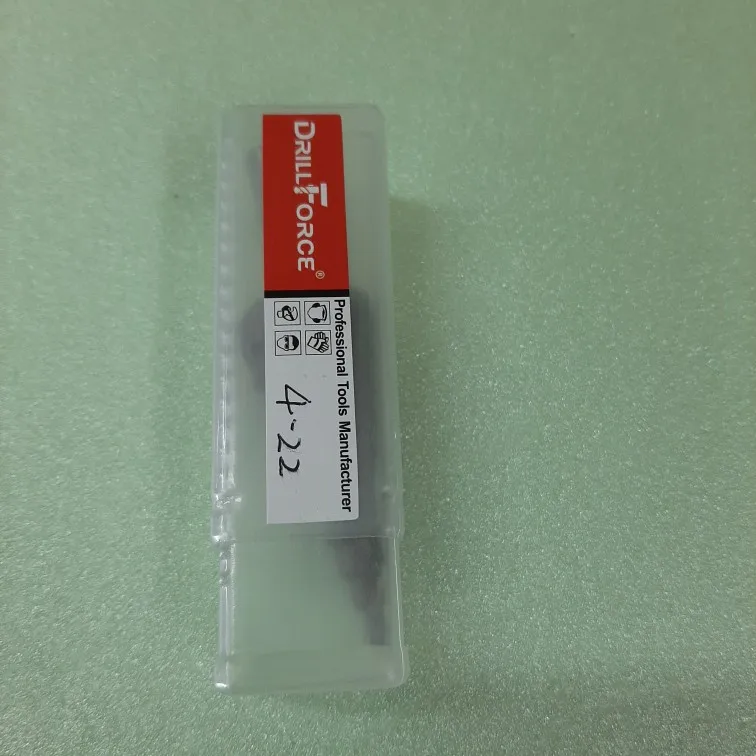 DRILLFORCE®
Professional Tools Manufacturer
4-22